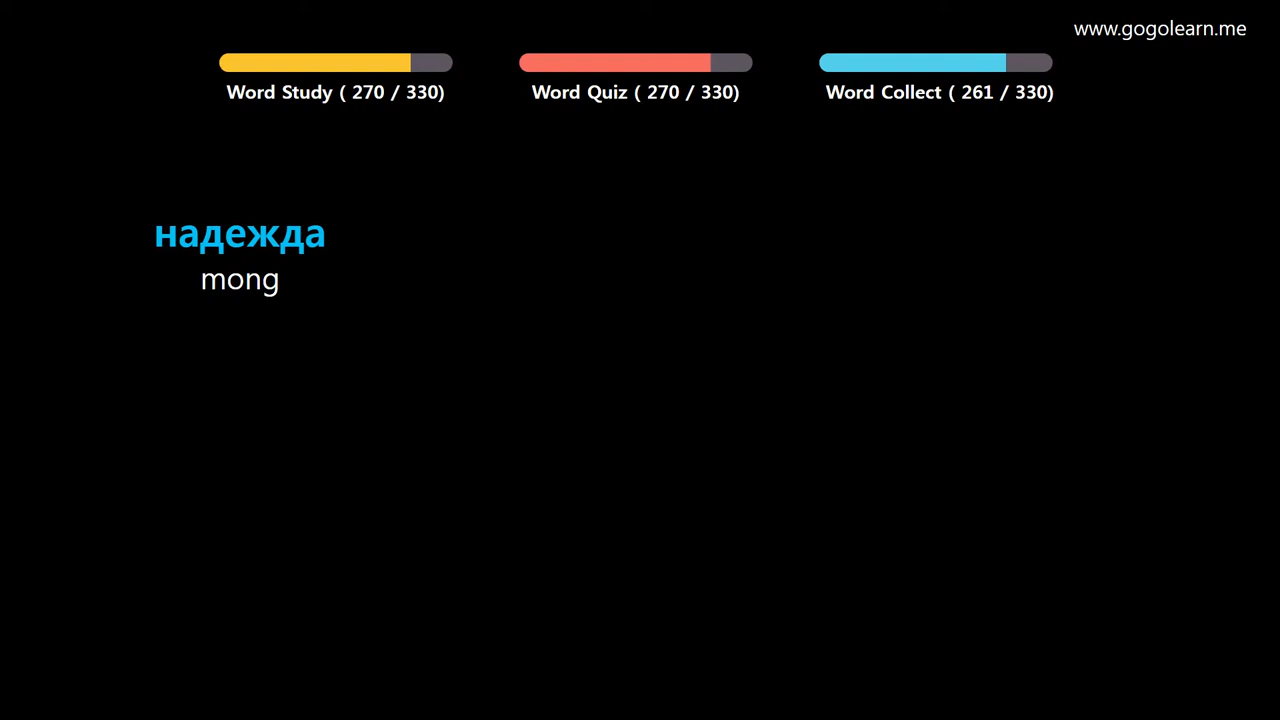 www.gogolearn.me
Word Study ( 270 / 330)
Word Quiz ( 270 / 330)
Word Collect ( 261 / 330)
надежда
mong